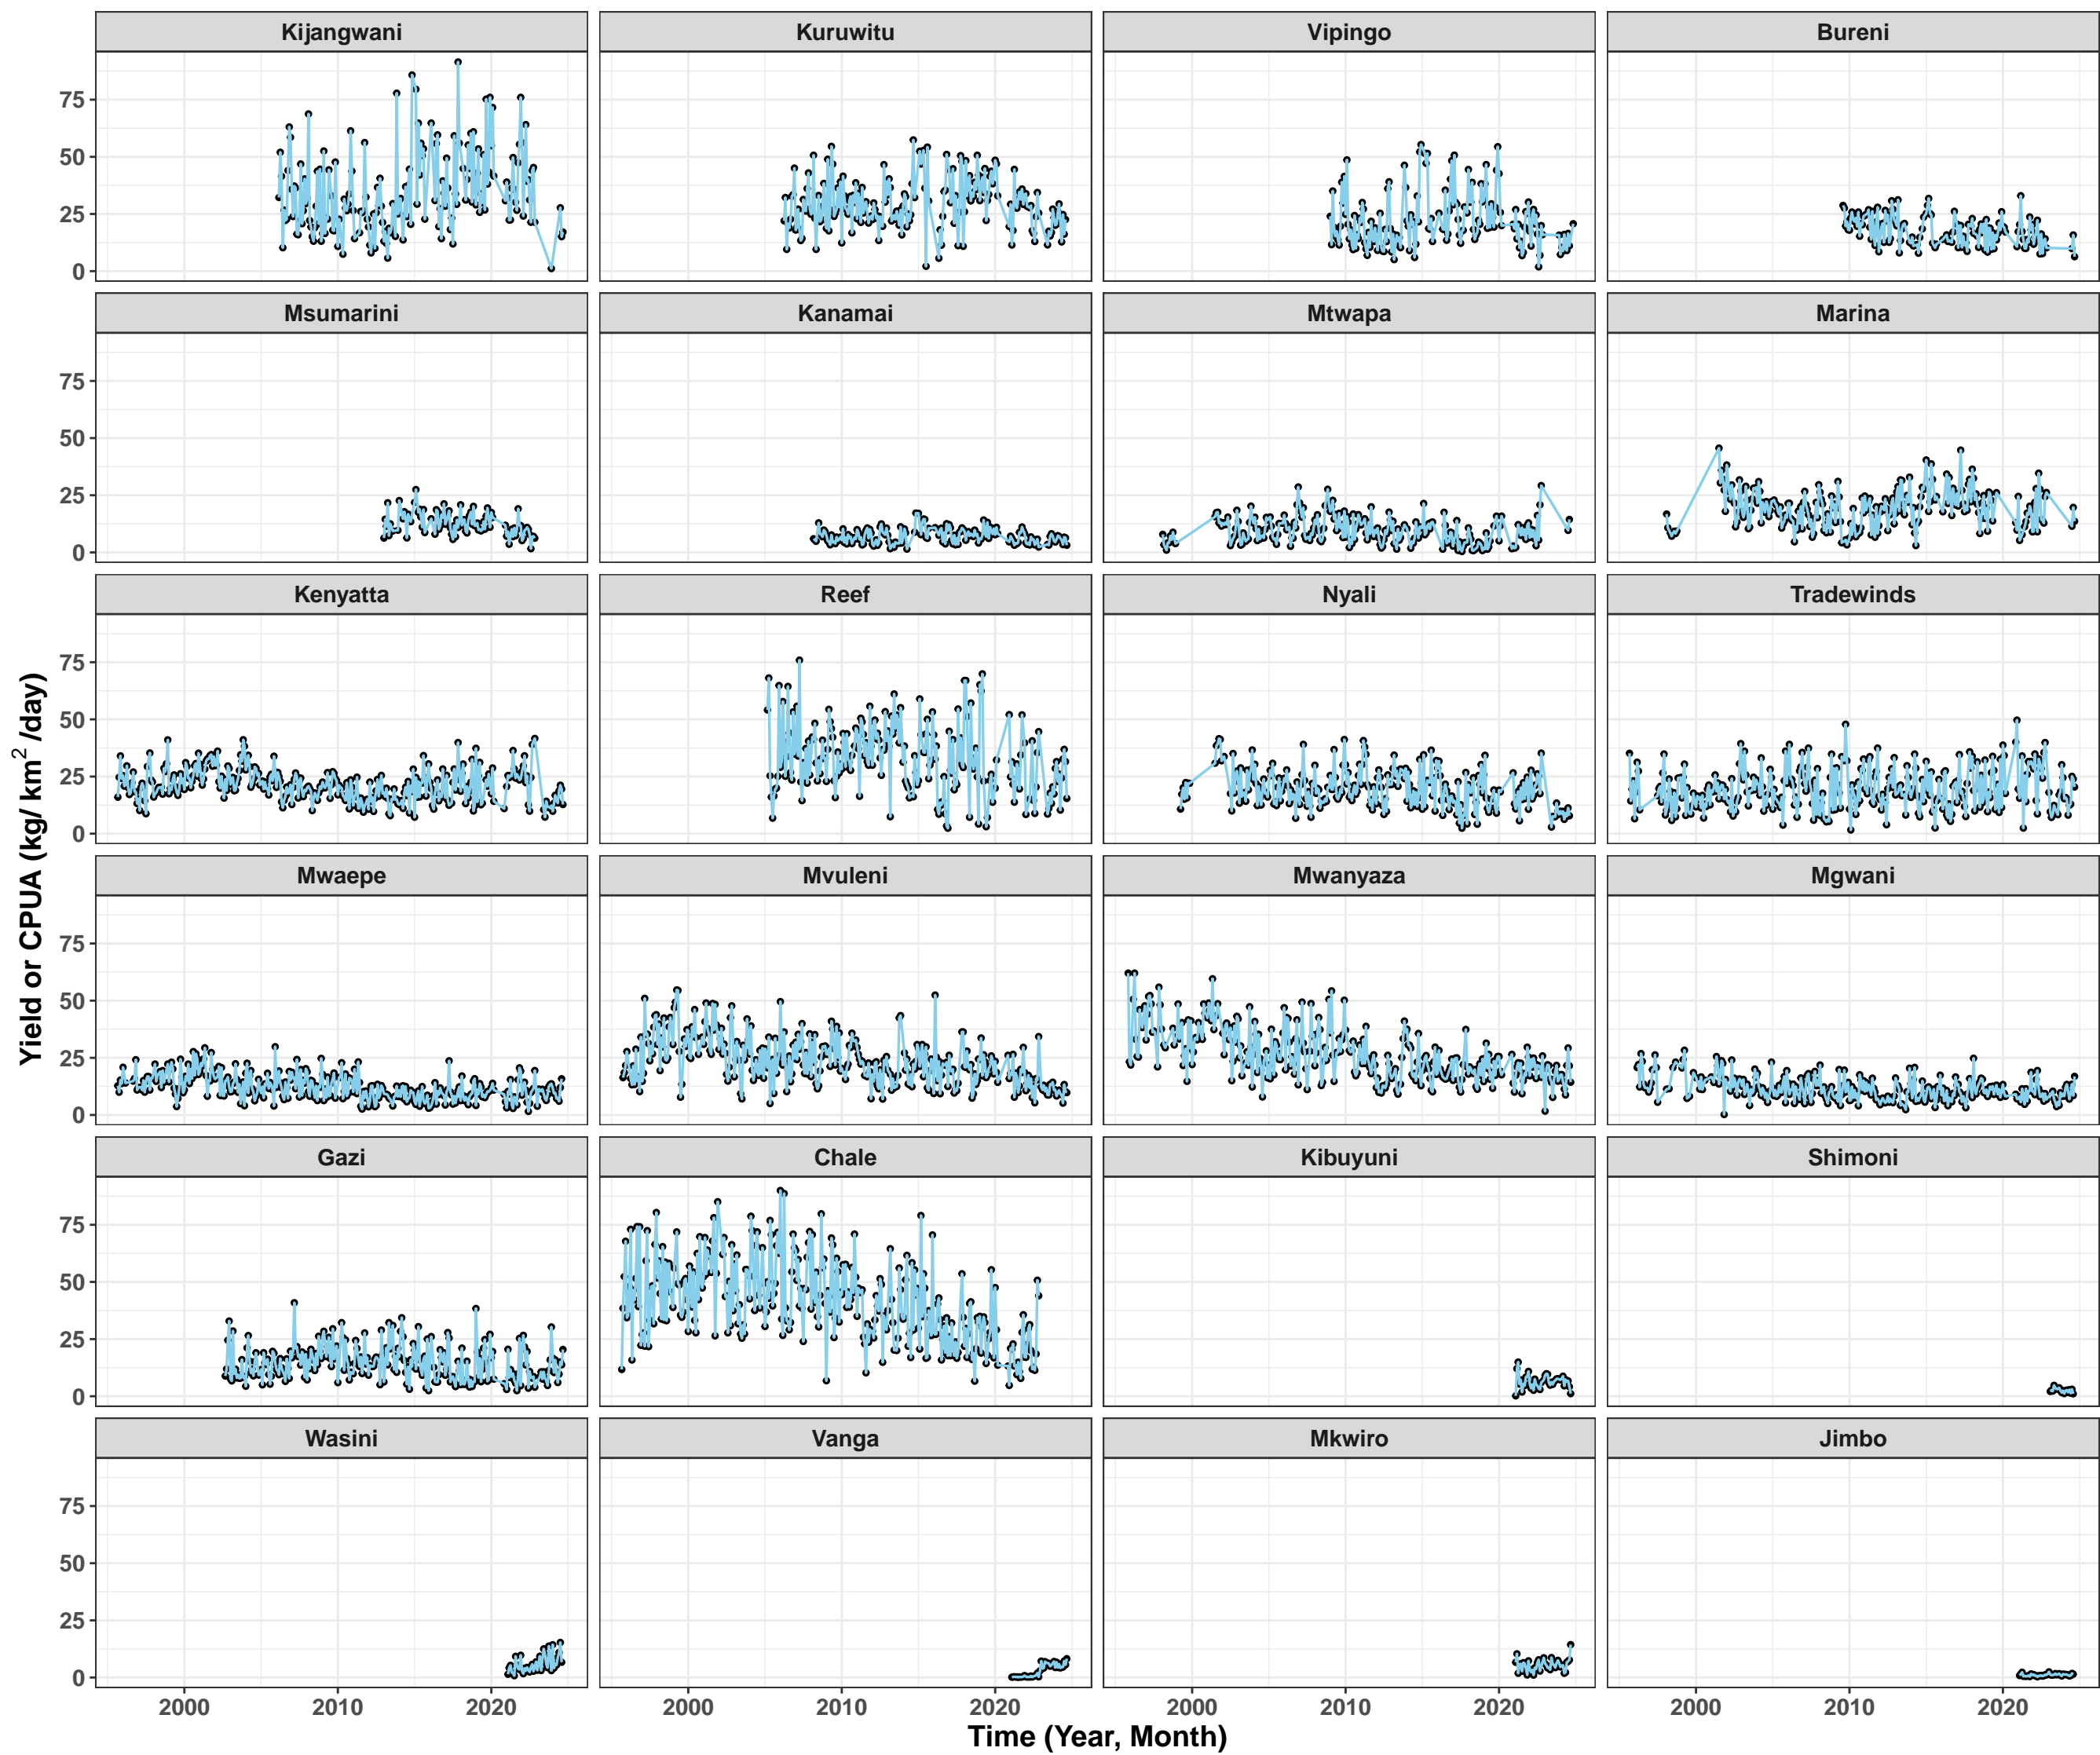 Kijangwani Kuruwitu Vipingo Bureni
75
50
25
0
Msumarini Kanamai Mtwapa Marina
75
50
25
0
Kenyatta Reef Nyali Tradewinds
75
50
25
0
Mwaepe Mvuleni Mwanyaza Mgwani
75
50
25
0
Gazi Chale Kibuyuni Shimoni
75
50
25
0
Wasini Vanga Mkwiro Jimbo
75
50
25
0
2000 2010 2020 2000 2010 2020 2000 2010 2020 2000 2010 2020
Time (Year, Month)
Yield or CPUA (kg/ km² /day)